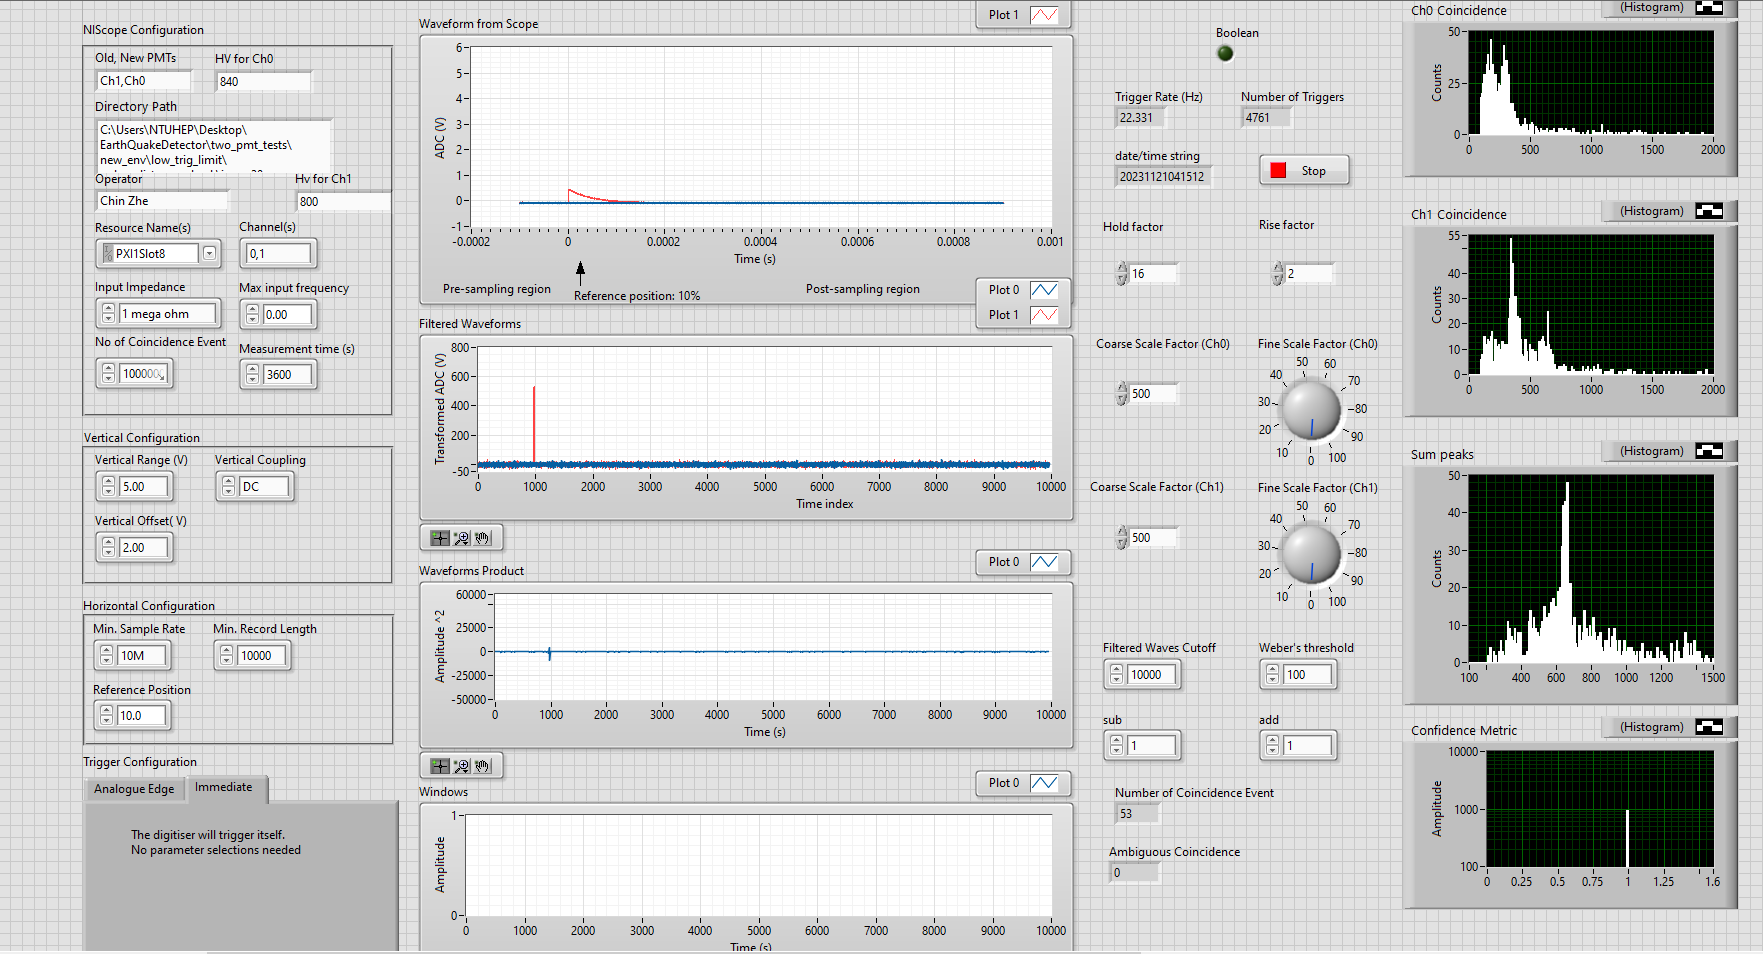 NIScope Configuration
Old, New PMTs
HV for Ch0
Ch1,Ch0
840
Directory Path
C:\Users\NTUHEP\Desktop\
EarthQuakeDetector\two_pmt_tests\
new_env\low_trig_limit\
Operator
Hv for Ch1
Chin Zhe
800
Resource Name(s)
Channel(s)
PXI1Slot8
0,1
Input Impedance
Max input frequency
1 mega ohm
0.00
No of Coincidence Event
Measurement time (s)
100000
3600
Vertical Configuration
Vertical Range (V)
Vertical Coupling
5.00
DC
Vertical Offset( V)
2.00
Horizontal Configuration
Min. Sample Rate
Min. Record Length
10M
10000
Reference Position
10.0
Trigger Configuration
Analogue Edge
Immediate
The digitiser will trigger itself.
No parameter selections needed
Waveform from Scope
Plot 1
ADC (V)
6
5
4
3
2
1
0
-1
-0.0002
0
0.0002
0.0004
0.0006
0.0008
0.001
Time (s)
Pre-sampling region
Reference position: 10%
Post-sampling region
Plot 0
Plot 1
Filtered Waveforms
Transformed ADC (V)
800
600
400
200
-50
0
1000
2000
3000
4000
5000
6000
7000
8000
9000
10000
Time index
Plot 0
Waveforms Product
Amplitude ^2
60000
25000
0
-25000
-50000
0
1000
2000
3000
4000
5000
6000
7000
8000
9000
10000
Time (s)
Plot 0
Windows
Amplitude
1
0
0
1000
2000
3000
4000
5000
6000
7000
8000
9000
10000
Time (s)
Boolean
Trigger Rate (Hz)
Number of Triggers
22.331
4761
date/time string
20231121041512
Stop
Hold factor
Rise factor
16
2
Coarse Scale Factor (Ch0)
Fine Scale Factor (Ch0)
500
0
10
20
30
40
50
60
70
80
90
100
Coarse Scale Factor (Ch1)
Fine Scale Factor (Ch1)
500
0
10
20
30
40
50
60
70
80
90
100
Filtered Waves Cutoff
Weber's threshold
10000
100
sub
add
1
1
Number of Coincidence Event
53
Ambiguous Coincidence
0
Ch0 Coincidence
(Histogram)
Counts
50
25
0
0
500
1000
1500
2000
Ch1 Coincidence
(Histogram)
Counts
55
40
30
20
10
0
0
500
1000
1500
2000
Sum peaks
(Histogram)
Counts
50
40
30
20
10
0
100
400
600
800
1000
1200
1500
Confidence Metric
(Histogram)
Amplitude
10000
1000
100
0
0.25
0.5
0.75
1
1.25
1.6